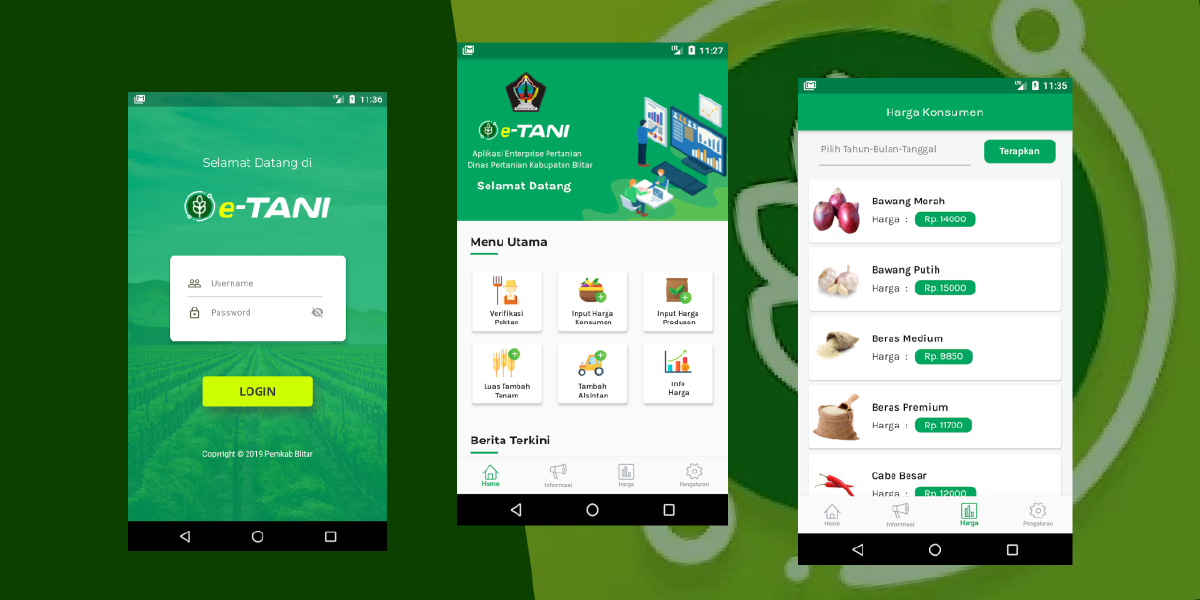 11:36
Selamat Datang di
e-TANI
Username
Password
LOGIN
Copyright © 2019 Pemkab Blitar
11:27
e-TANI
Aplikasi Enterprise Pertanian
Dinas Pertanian Kabupaten Blitar
Selamat Datang
Menu Utama
Verifikasi
Poktan
Input Harga
Konsumen
Input Harga
Produsen
Luas Tambah
Tanam
Tambah
Alsintan
Info
Harga
Berita Terkini
Home
Informasi
Harga
Pengaturan
11:35
Harga Konsumen
Pilih Tahun-Bulan-Tanggal
Terapkan
Bawang Merah
Harga : Rp. 14000
Bawang Putih
Harga : Rp. 15000
Beras Medium
Harga : Rp. 9850
Beras Premium
Harga : Rp. 11700
Cabe Besar
Harga : Rp. 12000
Home
Informasi
Harga
Pengaturan